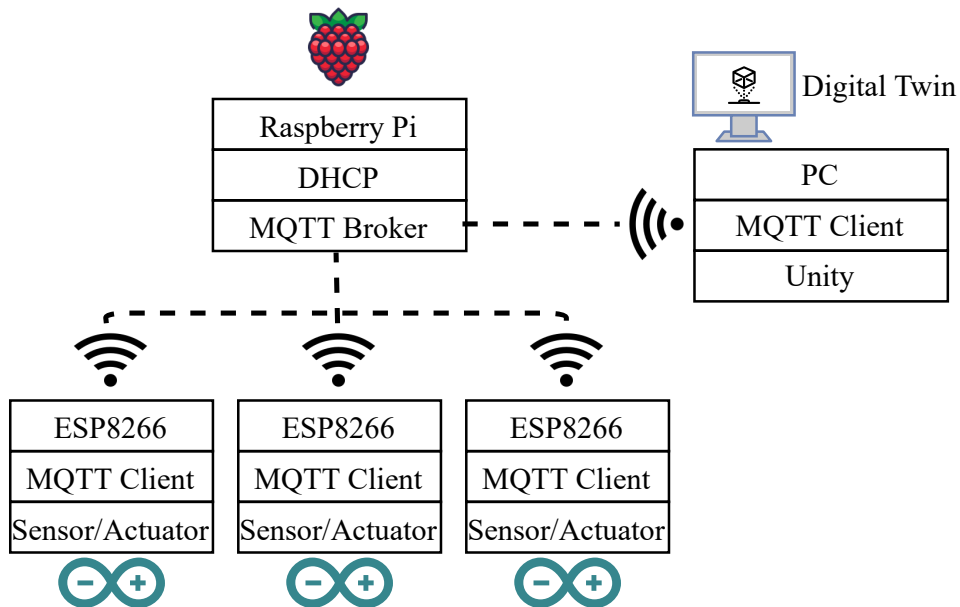 Raspberry Pi
DHCP
MQTT Broker
Digital Twin
PC
MQTT Client
Unity
ESP8266
MQTT Client
Sensor/Actuator
ESP8266
MQTT Client
Sensor/Actuator
ESP8266
MQTT Client
Sensor/Actuator